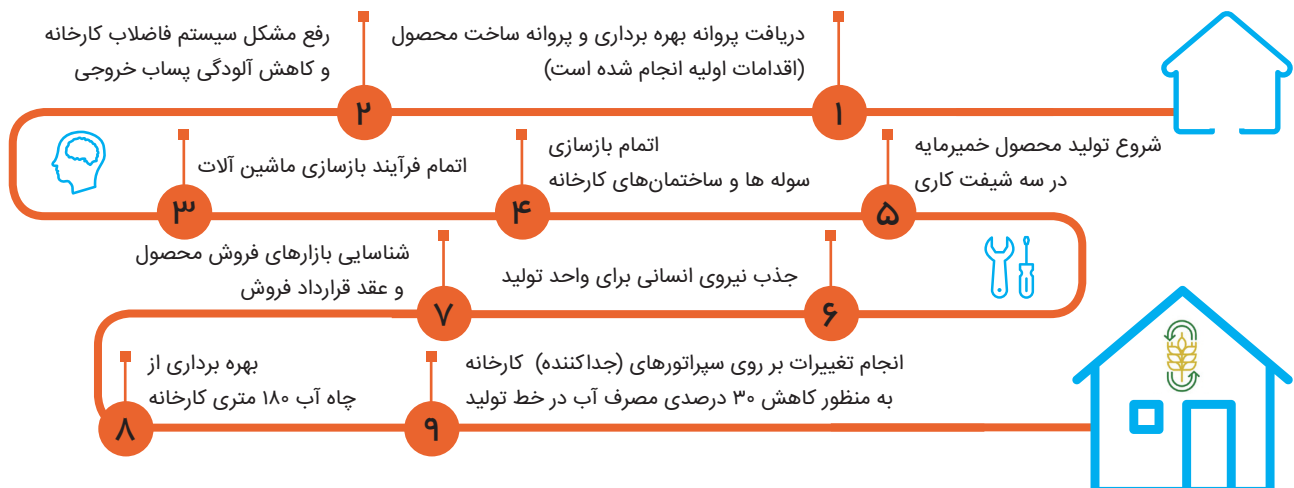 دریافت پروانه بهره برداری و پروانه ساخت محصول
(اقدامات اولیه انجام شده است)
۱
رفع مشکل سیستم فاضلاب کارخانه
و کاهش آلودگی پساب خروجی
۲
اتمام فرآیند بازسازی ماشین آلات
۳
اتمام بازسازی
سوله ها و ساختمان‌های کارخانه
۴
شروع تولید محصول خمیرمایه
در سه شیفت کاری
۵
جذب نیروی انسانی برای واحد تولید
۶
شناسایی بازارهای فروش محصول
و عقد قرارداد فروش
۷
بهره برداری از
چاه آب ۱۸۰ متری کارخانه
۸
انجام تغییرات بر روی سپراتورهای (جداکننده) کارخانه
به منظور کاهش ۳۰ درصدی مصرف آب در خط تولید
۹